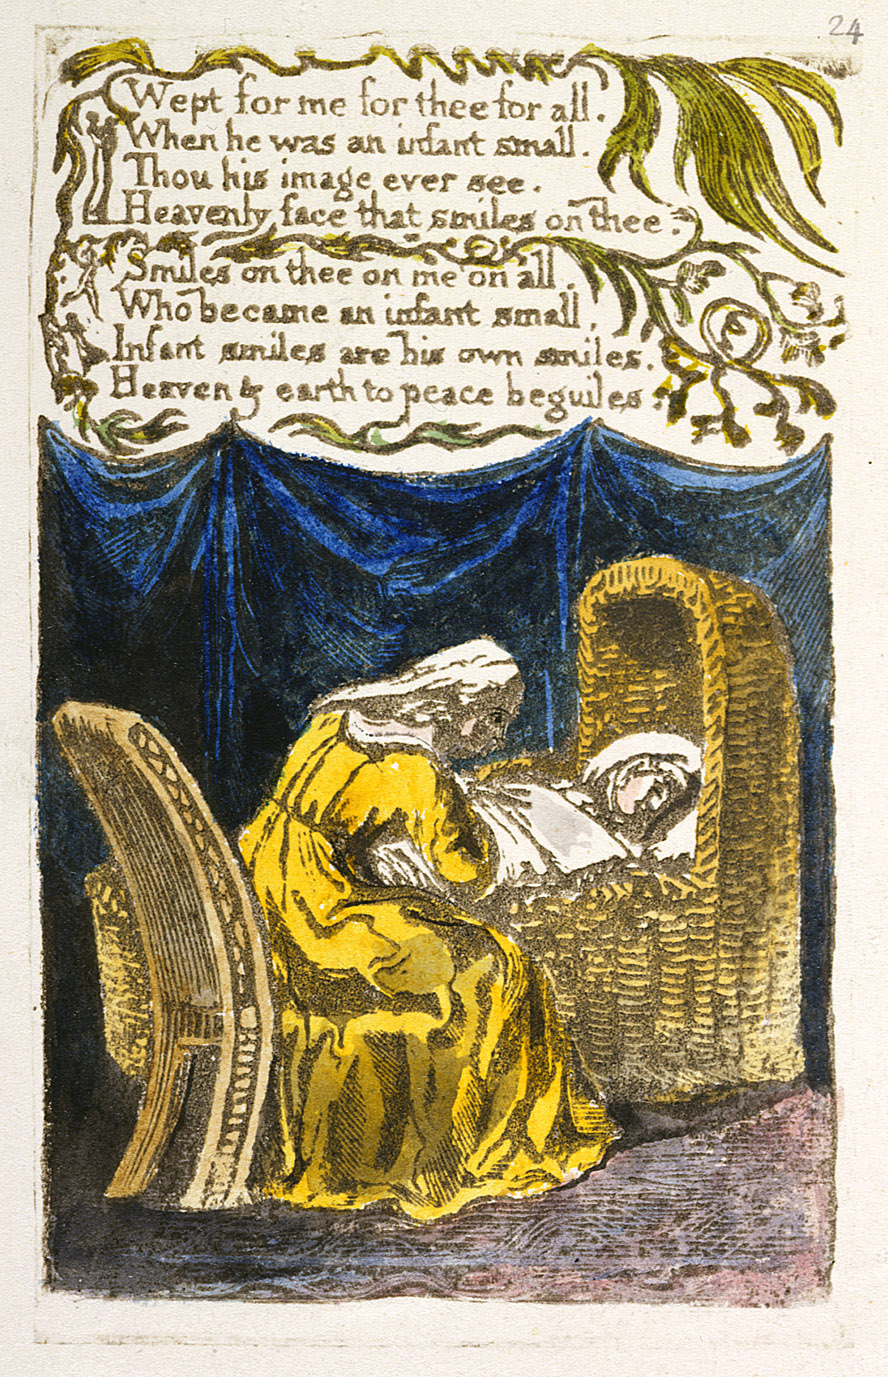 24
Wept for me for thee for all.
When he was an infant small.
Thou his image ever see.
Heavenly face that smiles on thee.
Smiles on thee on me on all,
Who became an infant small,
Infant smiles are his own smiles.
Heaven & earth to peace beguiles.